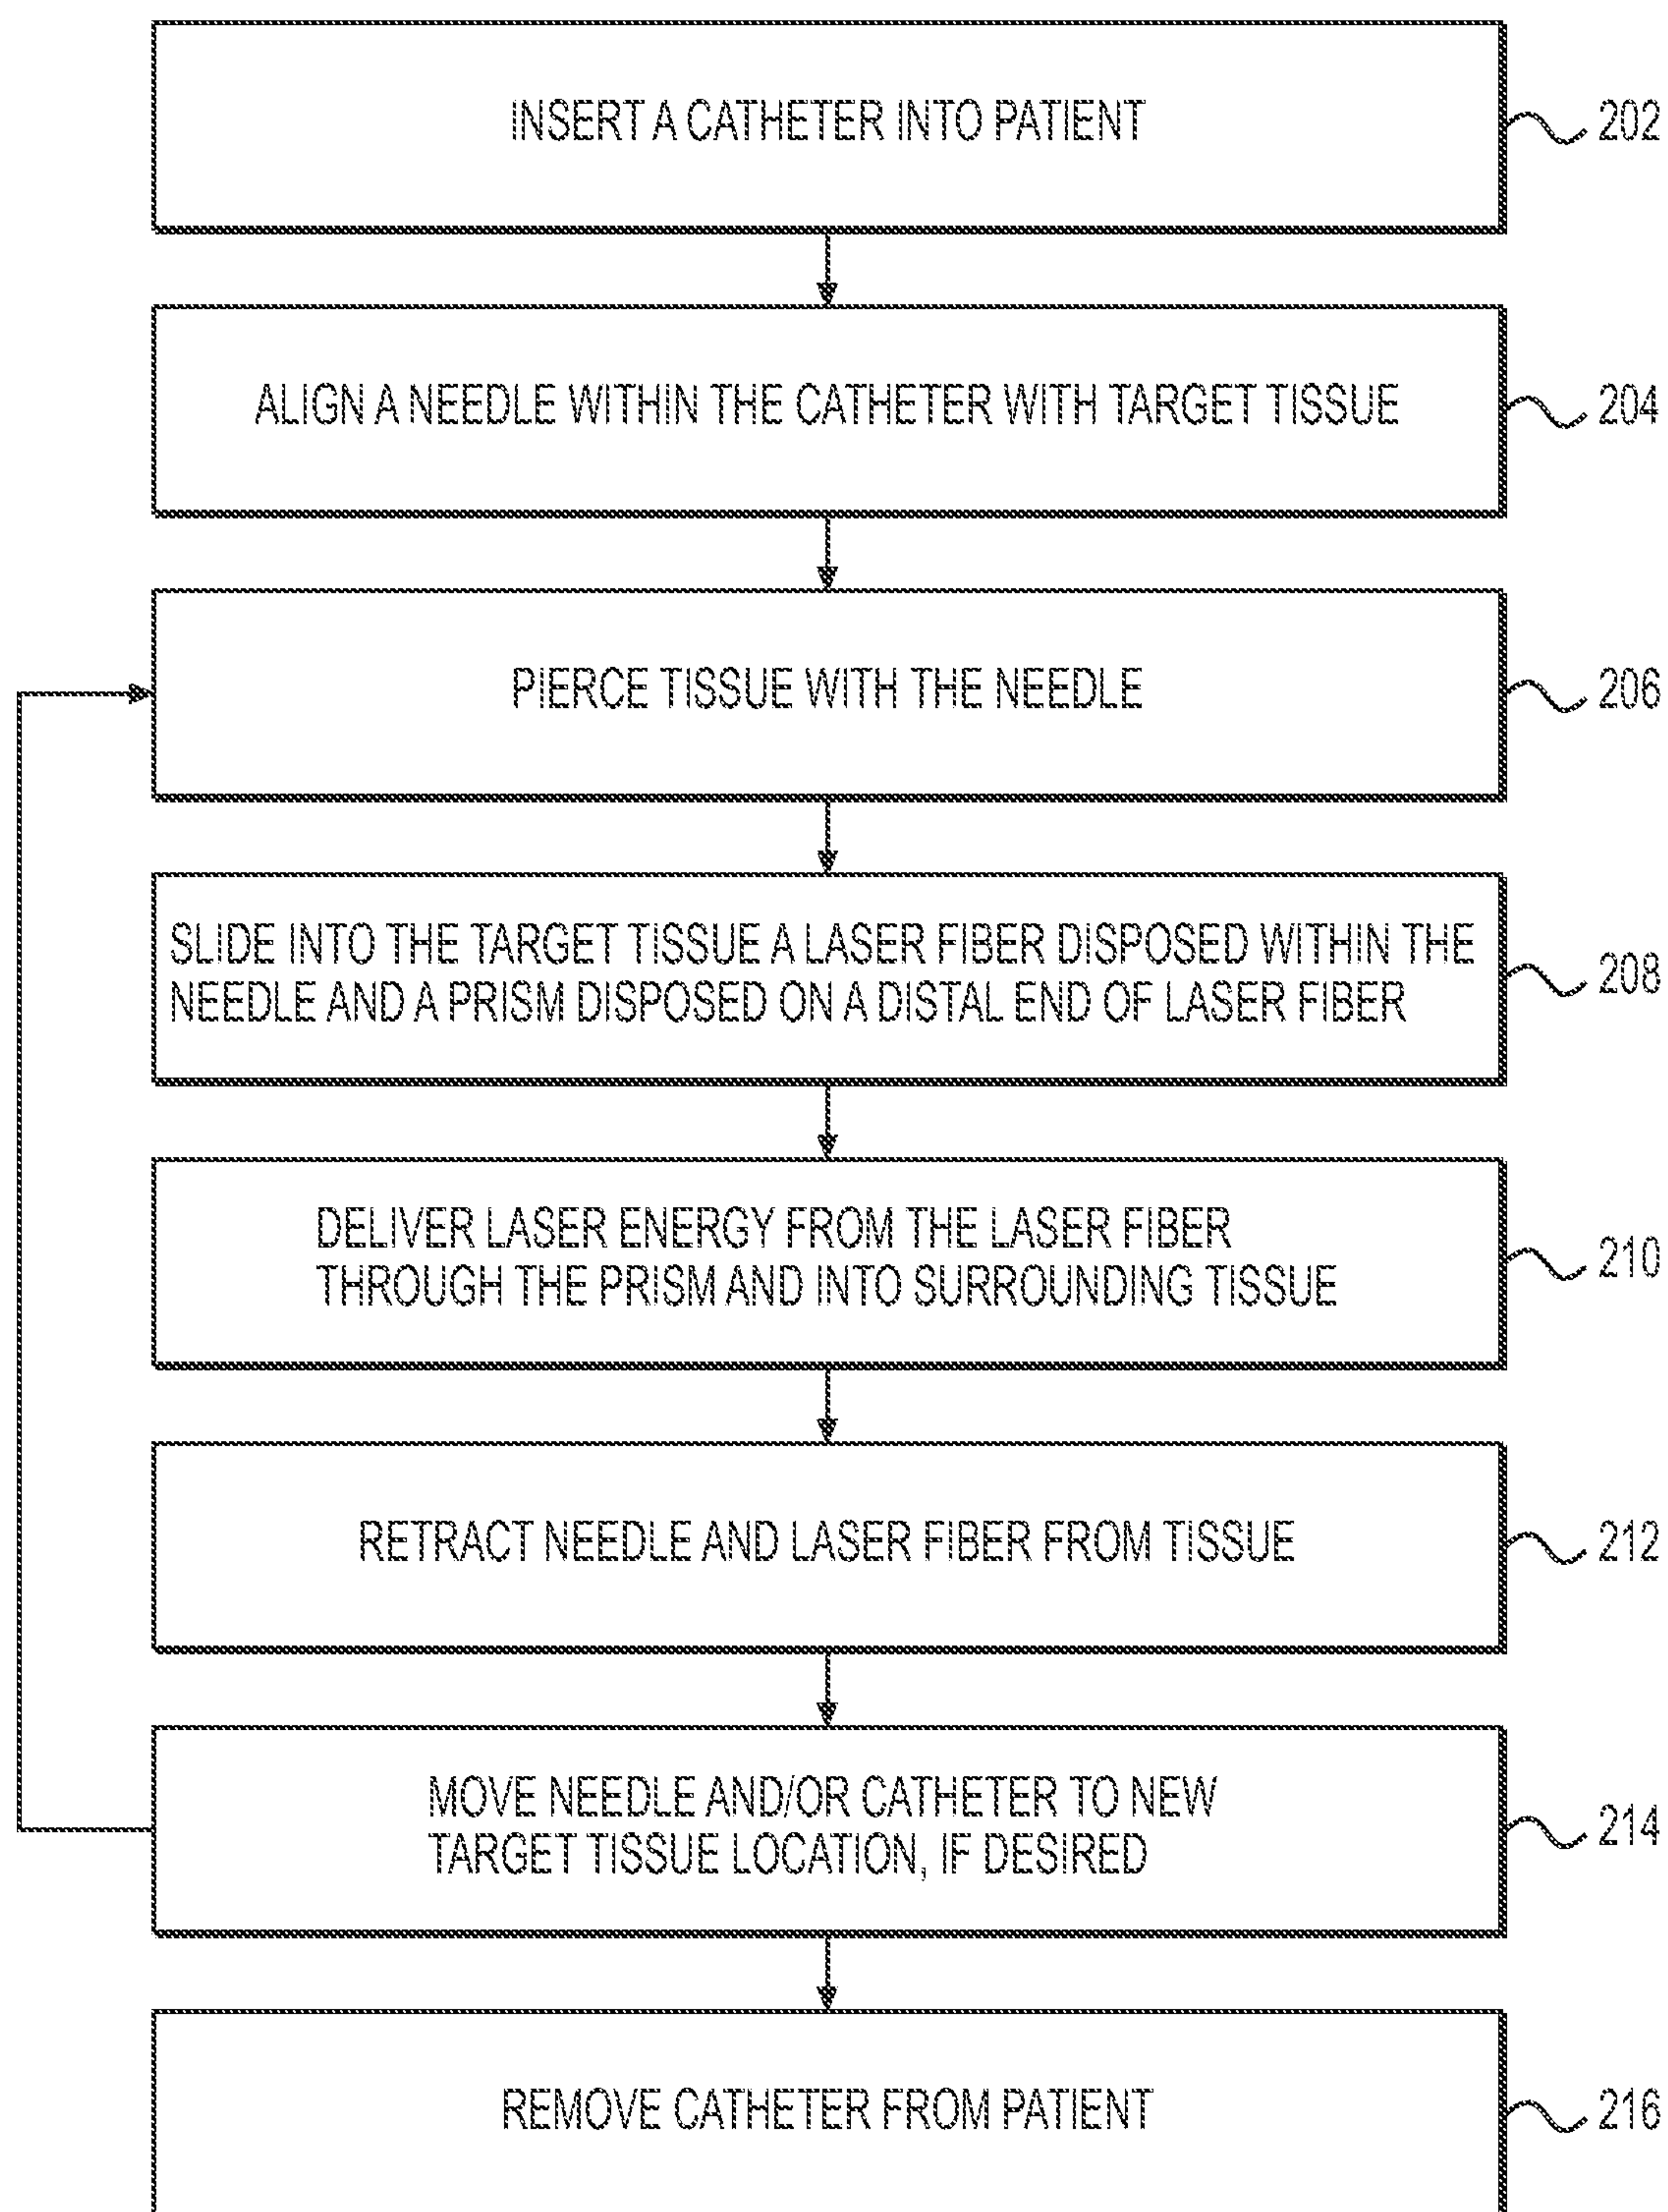 INSERT A CATHETER INTO PATIENT
202
ALIGN A NEEDLE WITHIN THE CATHETER WITH TARGET TISSUE
204
PIERCE TISSUE WITH THE NEEDLE
206
SLIDE INTO THE TARGET TISSUE A LASER FIBER DISPOSED WITHIN THE
NEEDLE AND A PRISM DISPOSED ON A DISTAL END OF LASER FIBER
208
DELIVER LASER ENERGY FROM THE LASER FIBER
THROUGH THE PRISM AND INTO SURROUNDING TISSUE
210
RETRACT NEEDLE AND LASER FIBER FROM TISSUE
212
MOVE NEEDLE AND/OR CATHETER TO NEW
TARGET TISSUE LOCATION, IF DESIRED
214
REMOVE CATHETER FROM PATIENT
216